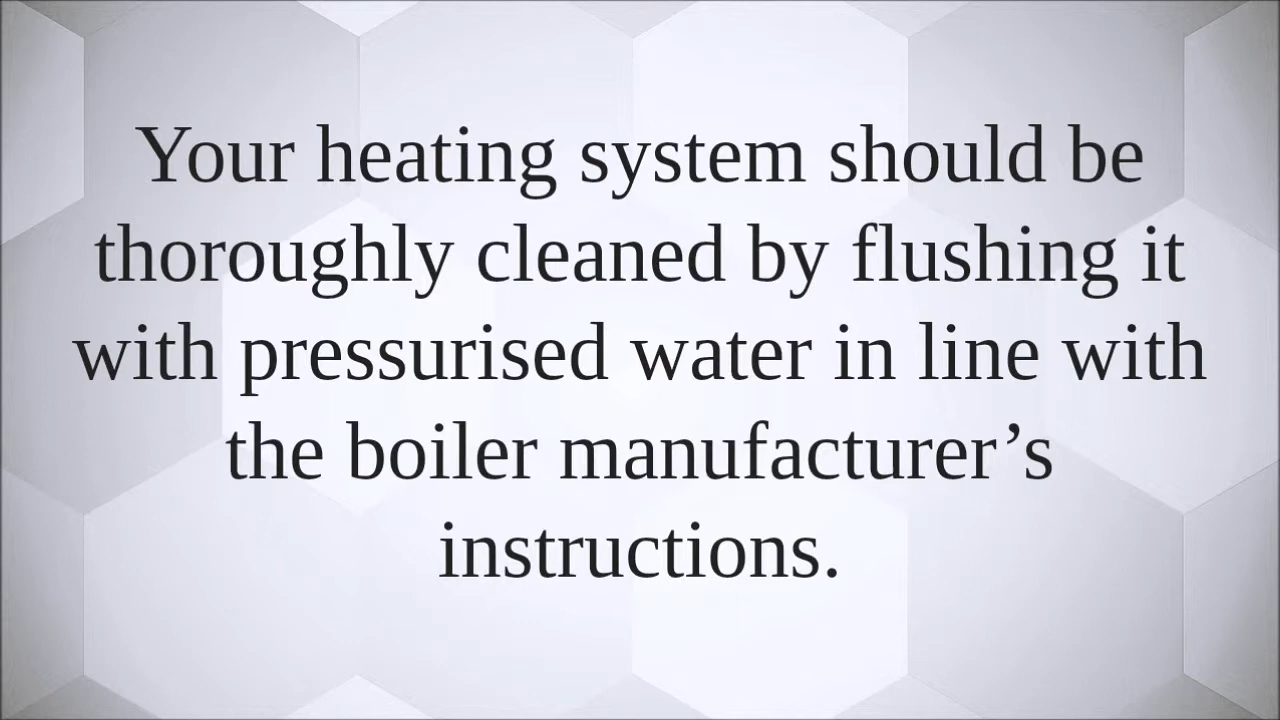 Your heating system should be
thoroughly cleaned by flushing it
with pressurised water in line with
the boiler manufacturer’s
instructions.